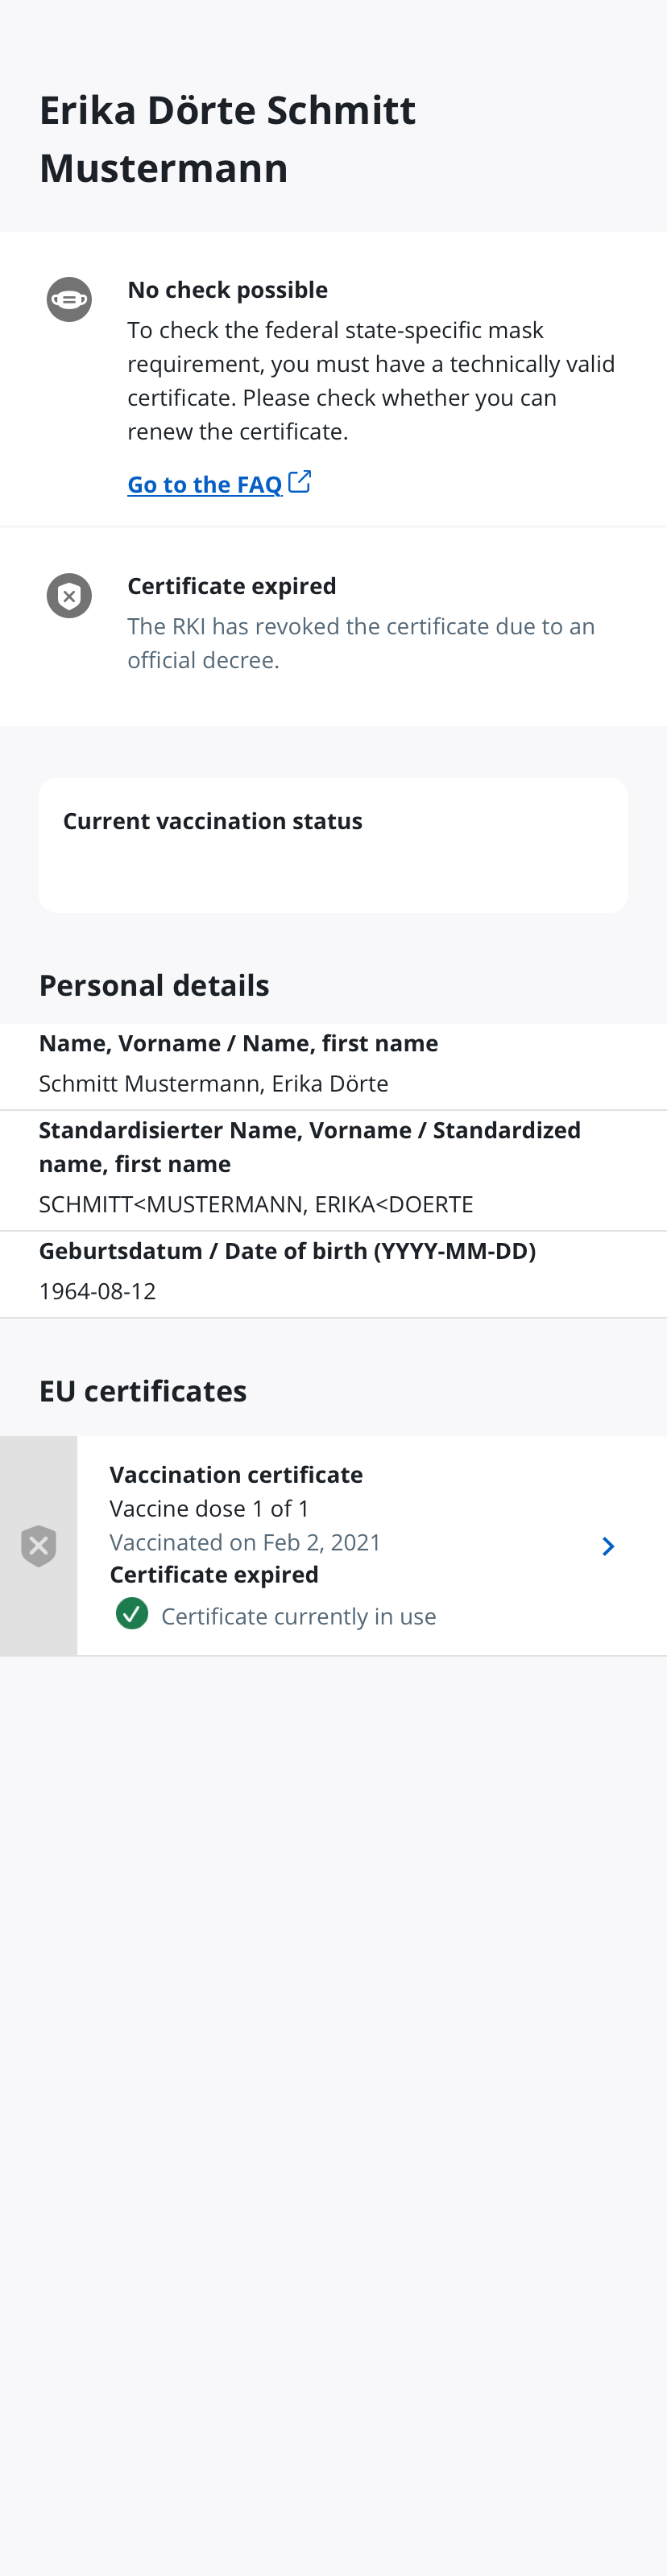 Erika Dörte Schmitt
Mustermann
No check possible
To check the federal state-specific mask
requirement, you must have a technically valid
certificate. Please check whether you can
renew the certificate.
Go to the FAQ
Certificate expired
The RKI has revoked the certificate due to an
official decree.
Current vaccination status
Personal details
Name, Vorname / Name, first name
Schmitt Mustermann, Erika Dörte
Standardisierter Name, Vorname / Standardized
name, first name
SCHMITT<MUSTERMANN, ERIKA<DOERTE
Geburtsdatum / Date of birth (YYYY-MM-DD)
1964-08-12
EU certificates
Vaccination certificate
Vaccine dose 1 of 1
Vaccinated on Feb 2, 2021
Certificate expired
Certificate currently in use